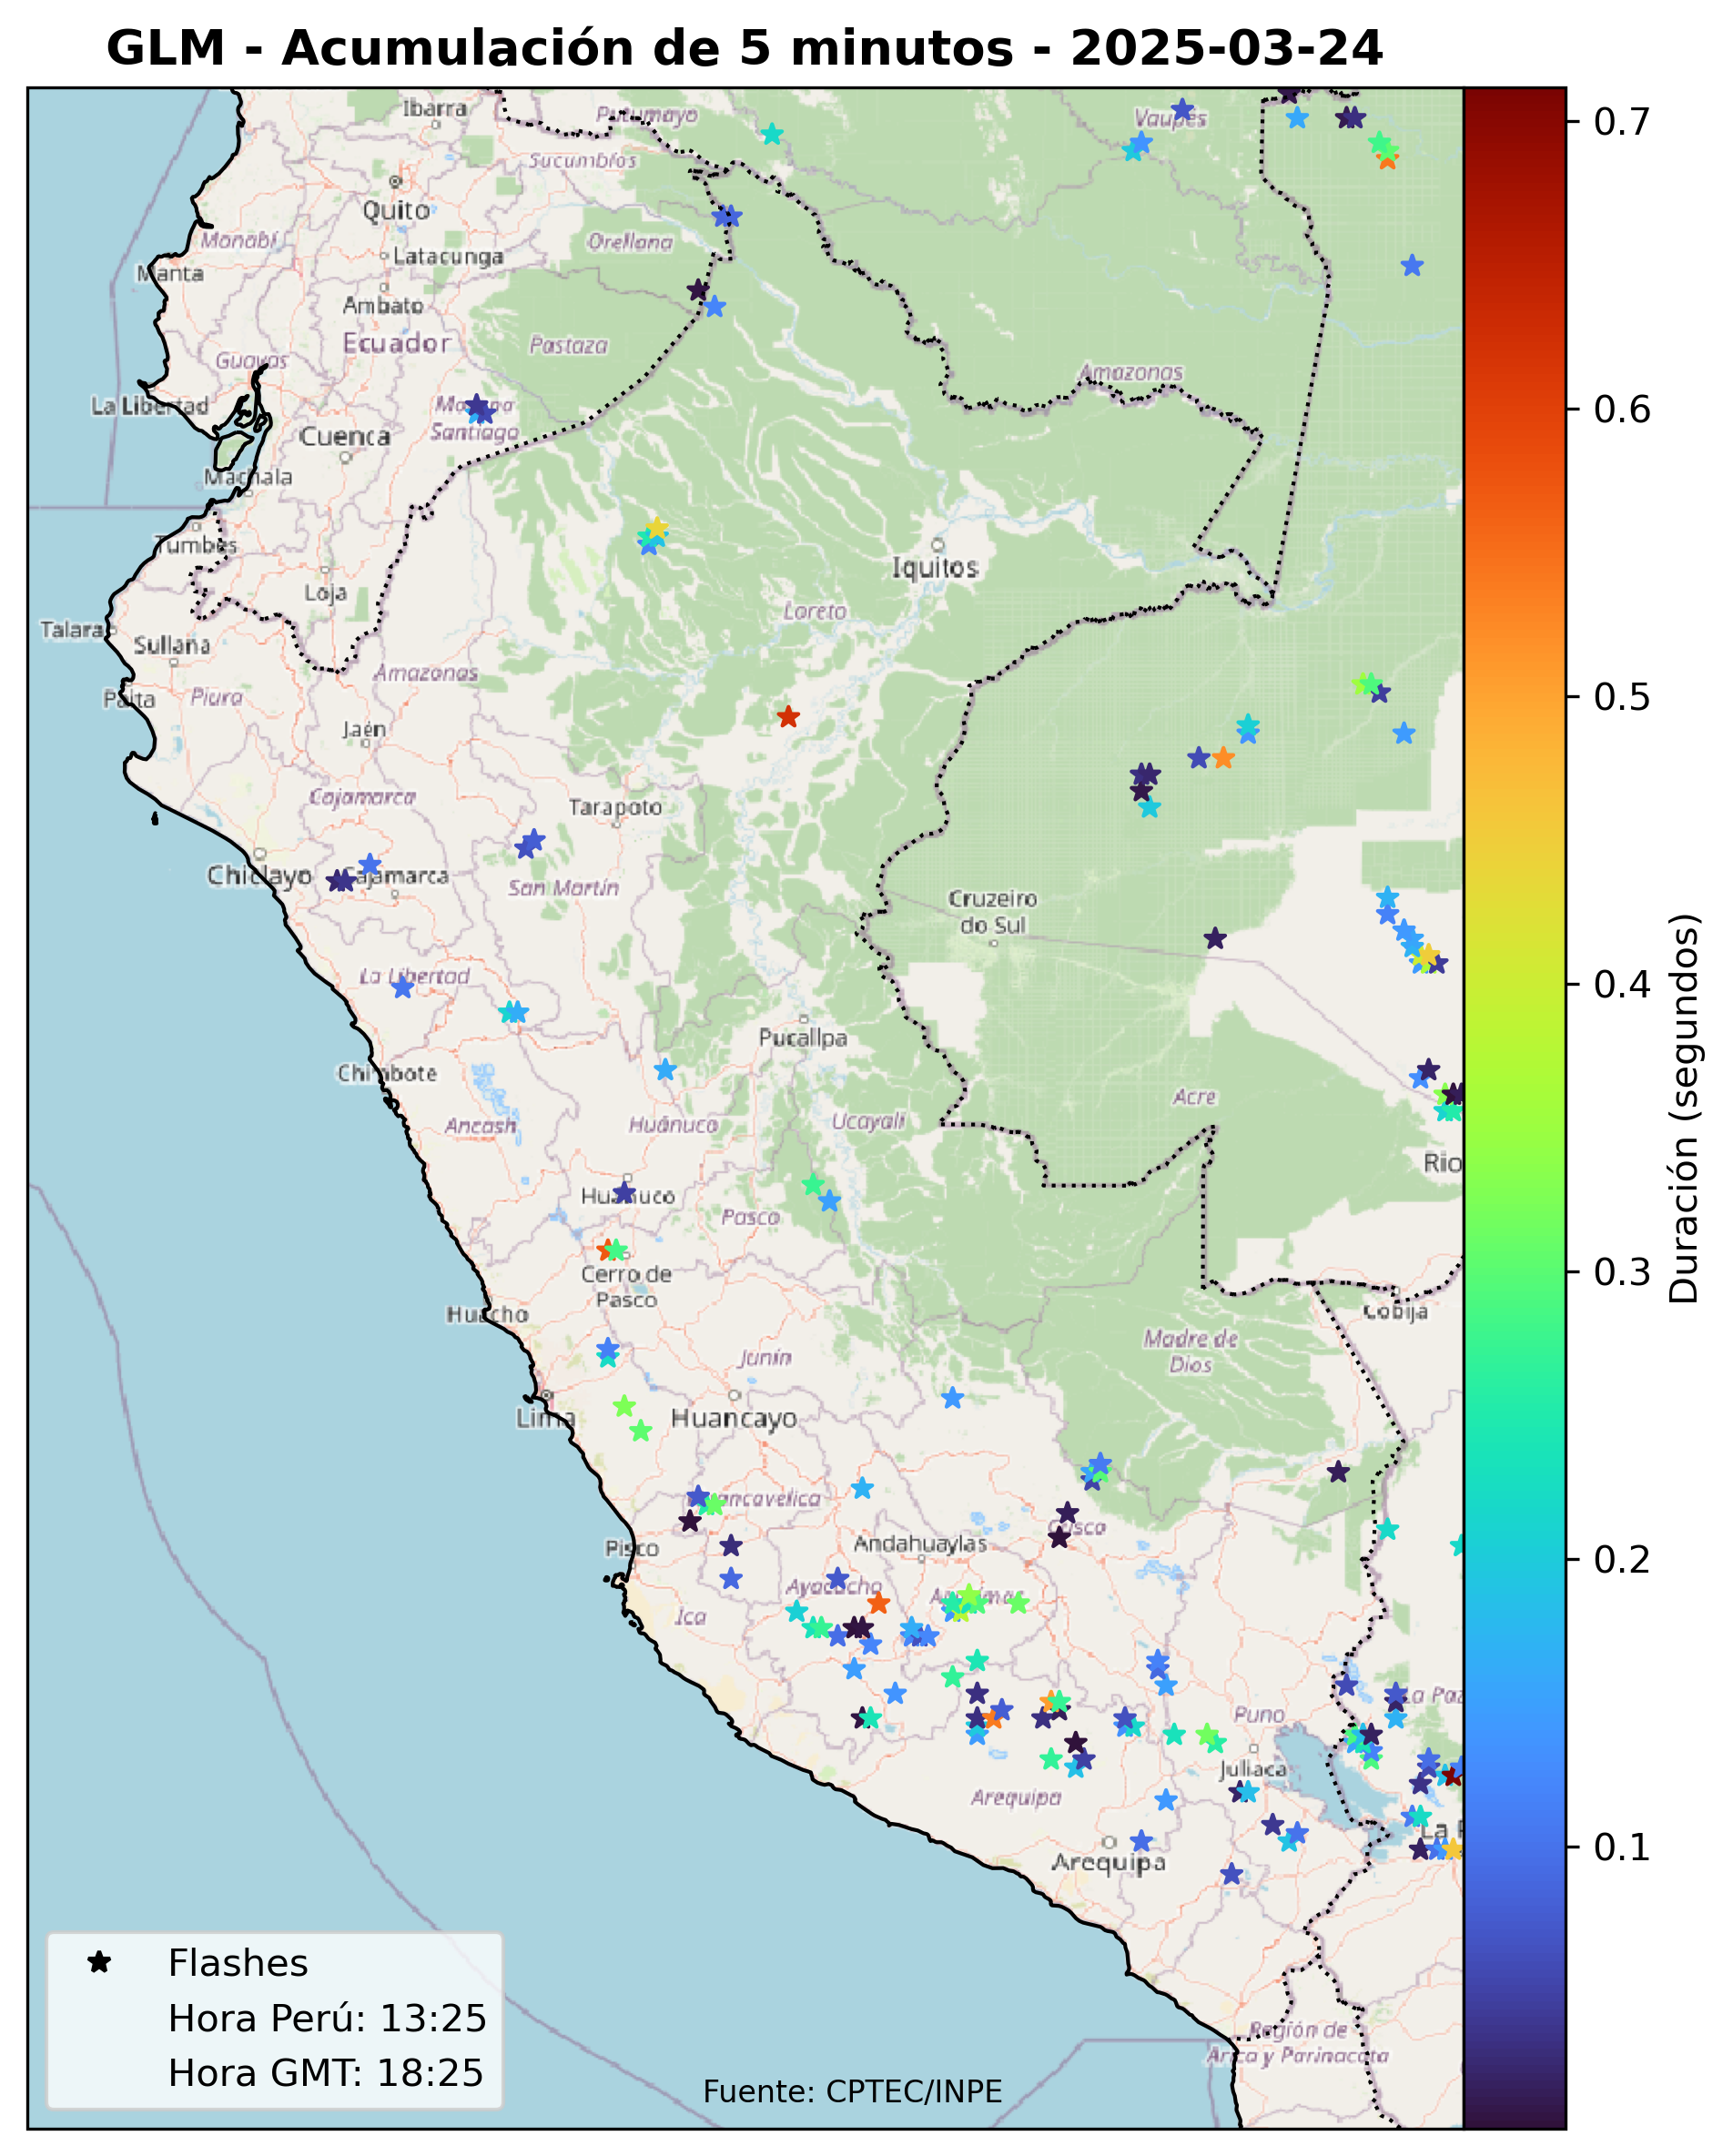 GLM - Acumulación de 5 minutos - 2025-03-24
Ibarra
Putumayo
Vaupés
Sucumbíos
Quito
Manabí
Orellana
Latacunga
Manta
Ambato
Ecuador
Pastaza
Guayas
Amazonas
La Libertad
Santiago
Cuenca
Machala
Tumbes
Iquitos
Loja
Loreto
Talara
Sullana
Amazonas
Paita
Piura
Jaén
Cajamarca
Tarapoto
Chiclayo
Cajamarca
San Martín
Cruzeiro
do Sul
La Libertad
Pucallpa
Chimbote
Acre
Ancash
Huánuco
Ucayali
Rio
Huánuco
Pasco
Cerro de
Pasco
Huacho
Cobija
Madre de
Dios
Junín
Lima
Huancayo
Huancavelica
Cusco
Pisco
Andahuaylas
Ayacucho
Apurímac
Ica
La Paz
Puno
Juliaca
Arequipa
La P
Arequipa
Región de
Arica y Parinacota
Flashes
Hora Perú: 13:25
Hora GMT: 18:25
Fuente: CPTEC/INPE
0.7
0.6
0.5
0.4
0.3
0.2
0.1
Duración (segundos)